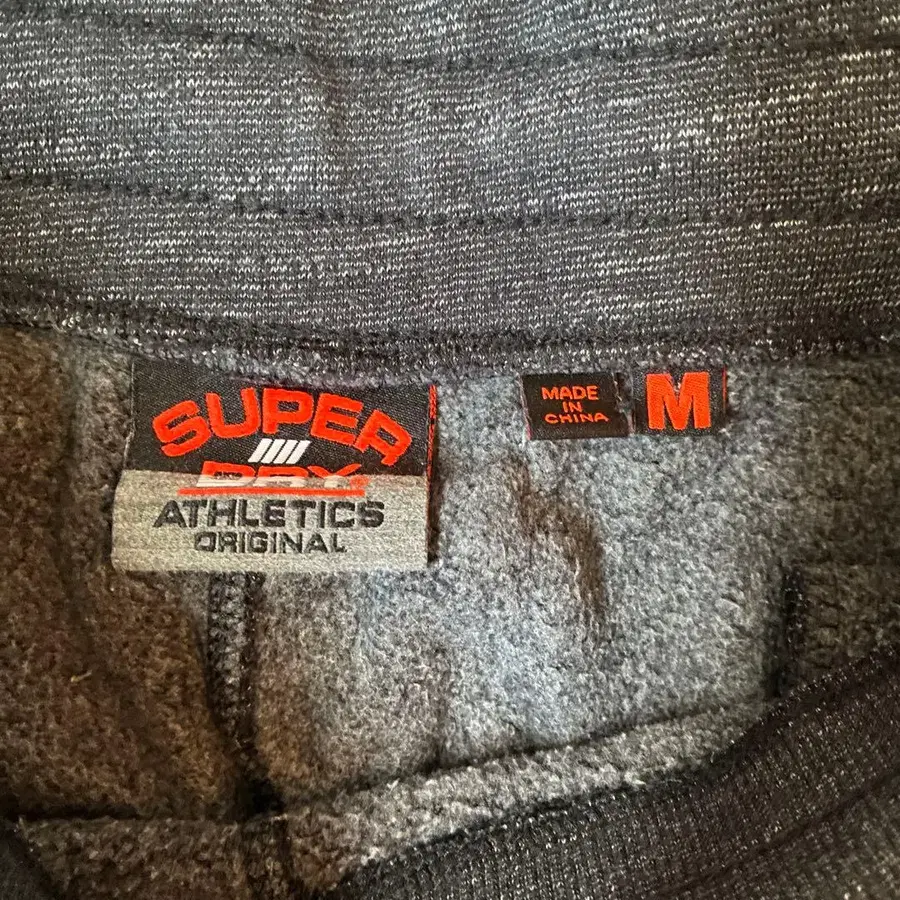 SUPER
DRY.
ATHLETICS
ORIGINAL
MADE
IN
CHINA
M